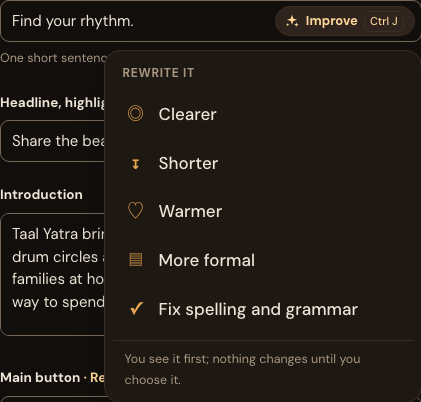 Find your rhythm.
Improve
Ctrl J
One short sentenc
REWRITE IT
Headline, highlig
Clearer
Share the bea
Shorter
Introduction
Warmer
Taal Yatra brin
drum circles
More formal
families at ho
way to spend
Fix spelling and grammar
You see it first; nothing changes until you
choose it.
Main button · Re